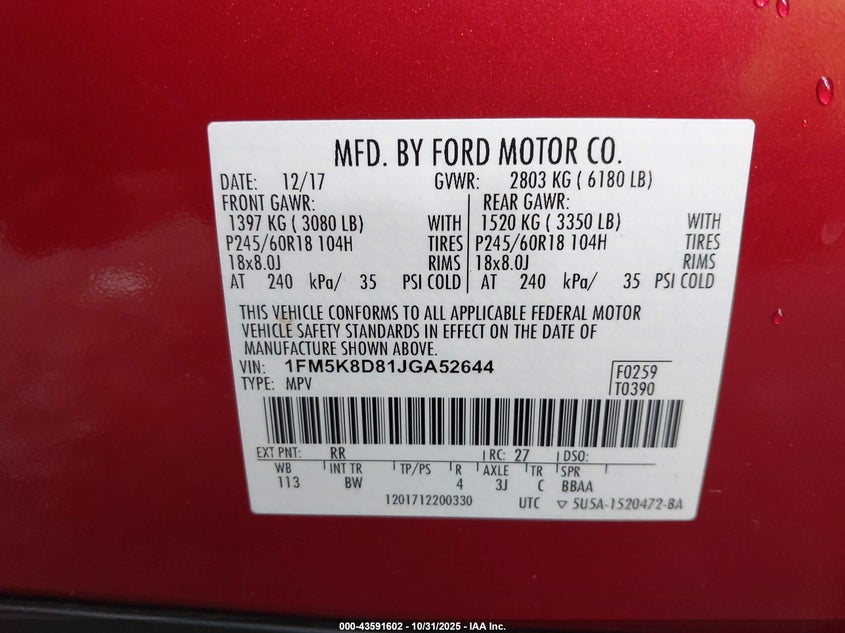 MFD. BY FORD MOTOR CO.
DATE: 12/17 GVWR: 2803 KG ( 6180 LB)
FRONT GAWR: REAR GAWR:
1397 KG ( 3080 LB) WITH 1520 KG ( 3350 LB) WITH
P245/60R18 104H TIRES P245/60R18 104H TIRES
18x8.0J RIMS 18x8.0J RIMS
AT 240 kPa/ 35 PSI COLD AT 240 kPa/ 35 PSI COLD
THIS VEHICLE CONFORMS TO ALL APPLICABLE FEDERAL MOTOR
VEHICLE SAFETY STANDARDS IN EFFECT ON THE DATE OF
MANUFACTURE SHOWN ABOVE.
VIN: 1FM5K8D81JGA52644 F0259
TYPE: MPV T0390
EXT PNT: RR RC: 27 DSO:
WB INT TR TP/PS R AXLE TR SPR
113 BW 4 3J C BBAA
1201712200330 UTC ▽ 5U5A-1520472-BA
000-43591602 - 10/31/2025 - IAA Inc.